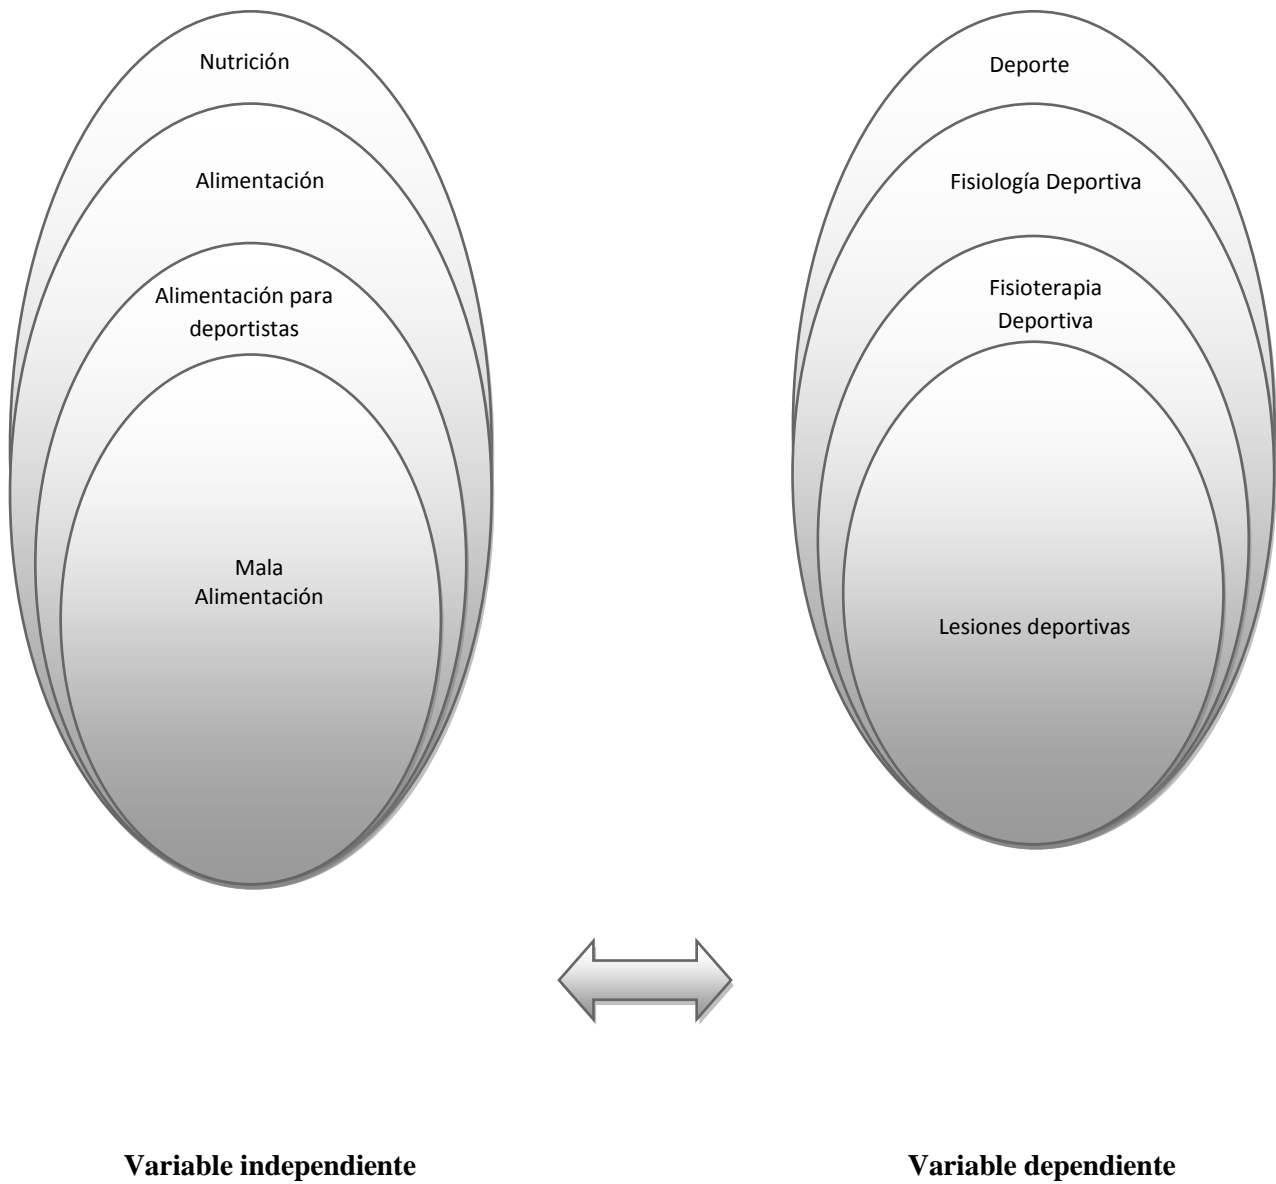 Nutrición
Alimentación
Alimentación para
deportistas
Mala
Alimentación
Deporte
Fisiología Deportiva
Fisioterapia
Deportiva
Lesiones deportivas
Variable independiente
Variable dependiente